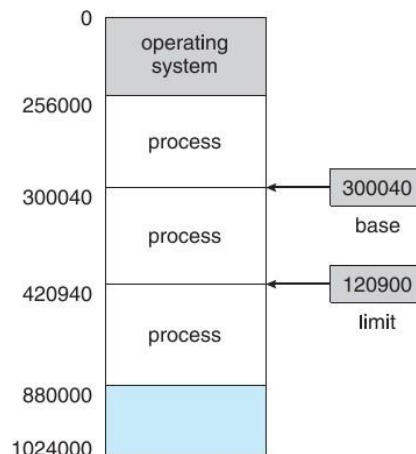 0
operating
system
256000
process
300040
300040
base
process
420940
120900
limit
process
880000
1024000